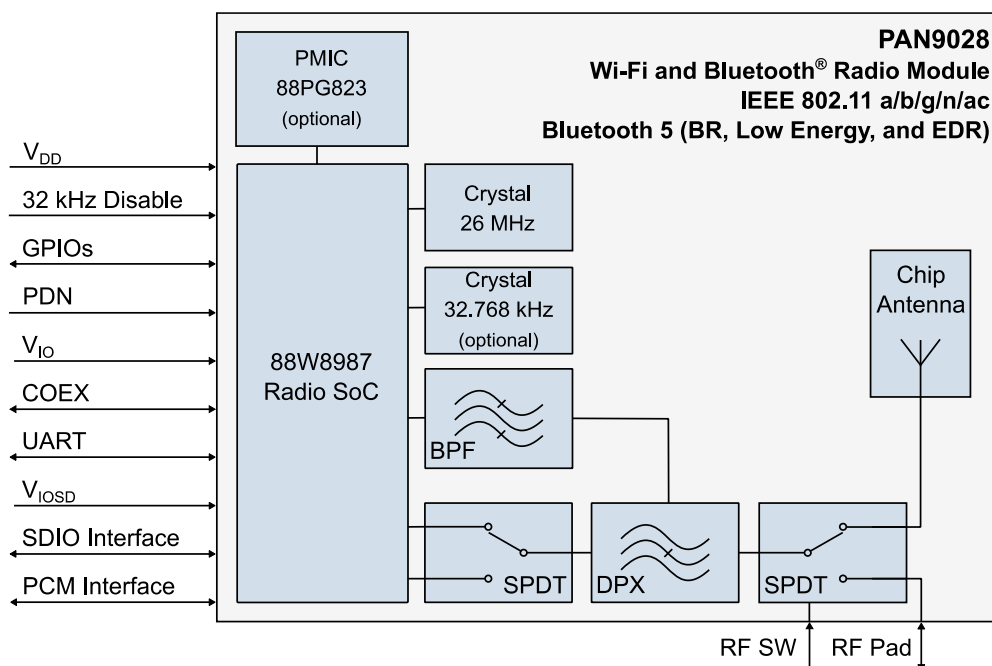 PAN9028
Wi-Fi and Bluetooth® Radio Module
IEEE 802.11 a/b/g/n/ac
Bluetooth 5 (BR, Low Energy, and EDR)
PMIC
88PG823
(optional)
VDD
32 kHz Disable
GPIOs
PDN
VIO
COEX
UART
VIOSD
SDIO Interface
PCM Interface
88W8987
Radio SoC
Crystal
26 MHz
Crystal
32.768 kHz
(optional)
BPF
SPDT
DPX
SPDT
Chip
Antenna
RF SW
RF Pad